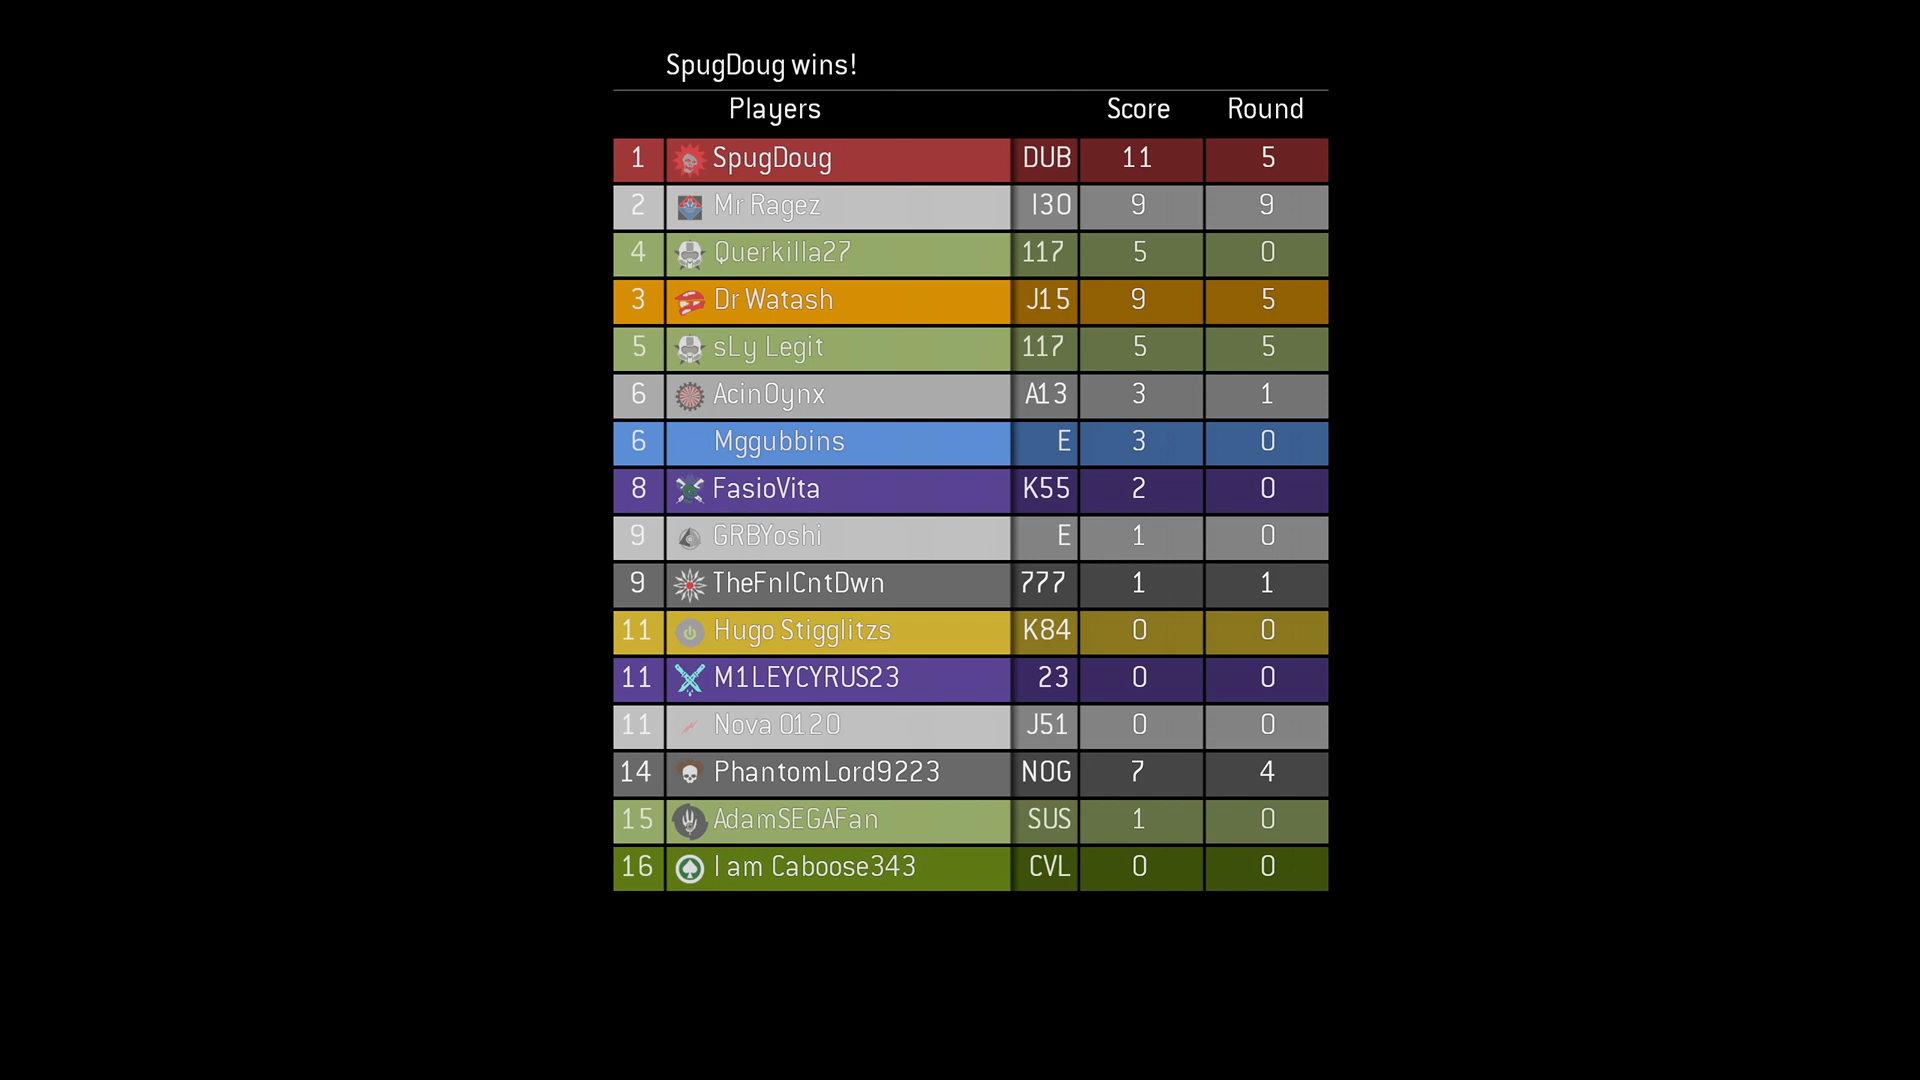 SpugDoug wins!
Players Score Round
1 SpugDoug DUB 11 5
2 Mr Ragez I30 9 9
4 Querkilla27 117 5 0
3 Dr Watash J15 9 5
5 sLy Legit 117 5 5
6 AcinOynx A13 3 1
6 Mggubbins E 3 0
8 FasioVita K55 2 0
9 GRBYoshi E 1 0
9 TheFnlCntDwn 777 1 1
11 Hugo Stigglitzs K84 0 0
11 M1LEYCYRUS23 23 0 0
11 Nova 0120 J51 0 0
14 PhantomLord9223 NOG 7 4
15 AdamSEGAFan SUS 1 0
16 I am Caboose343 CVL 0 0